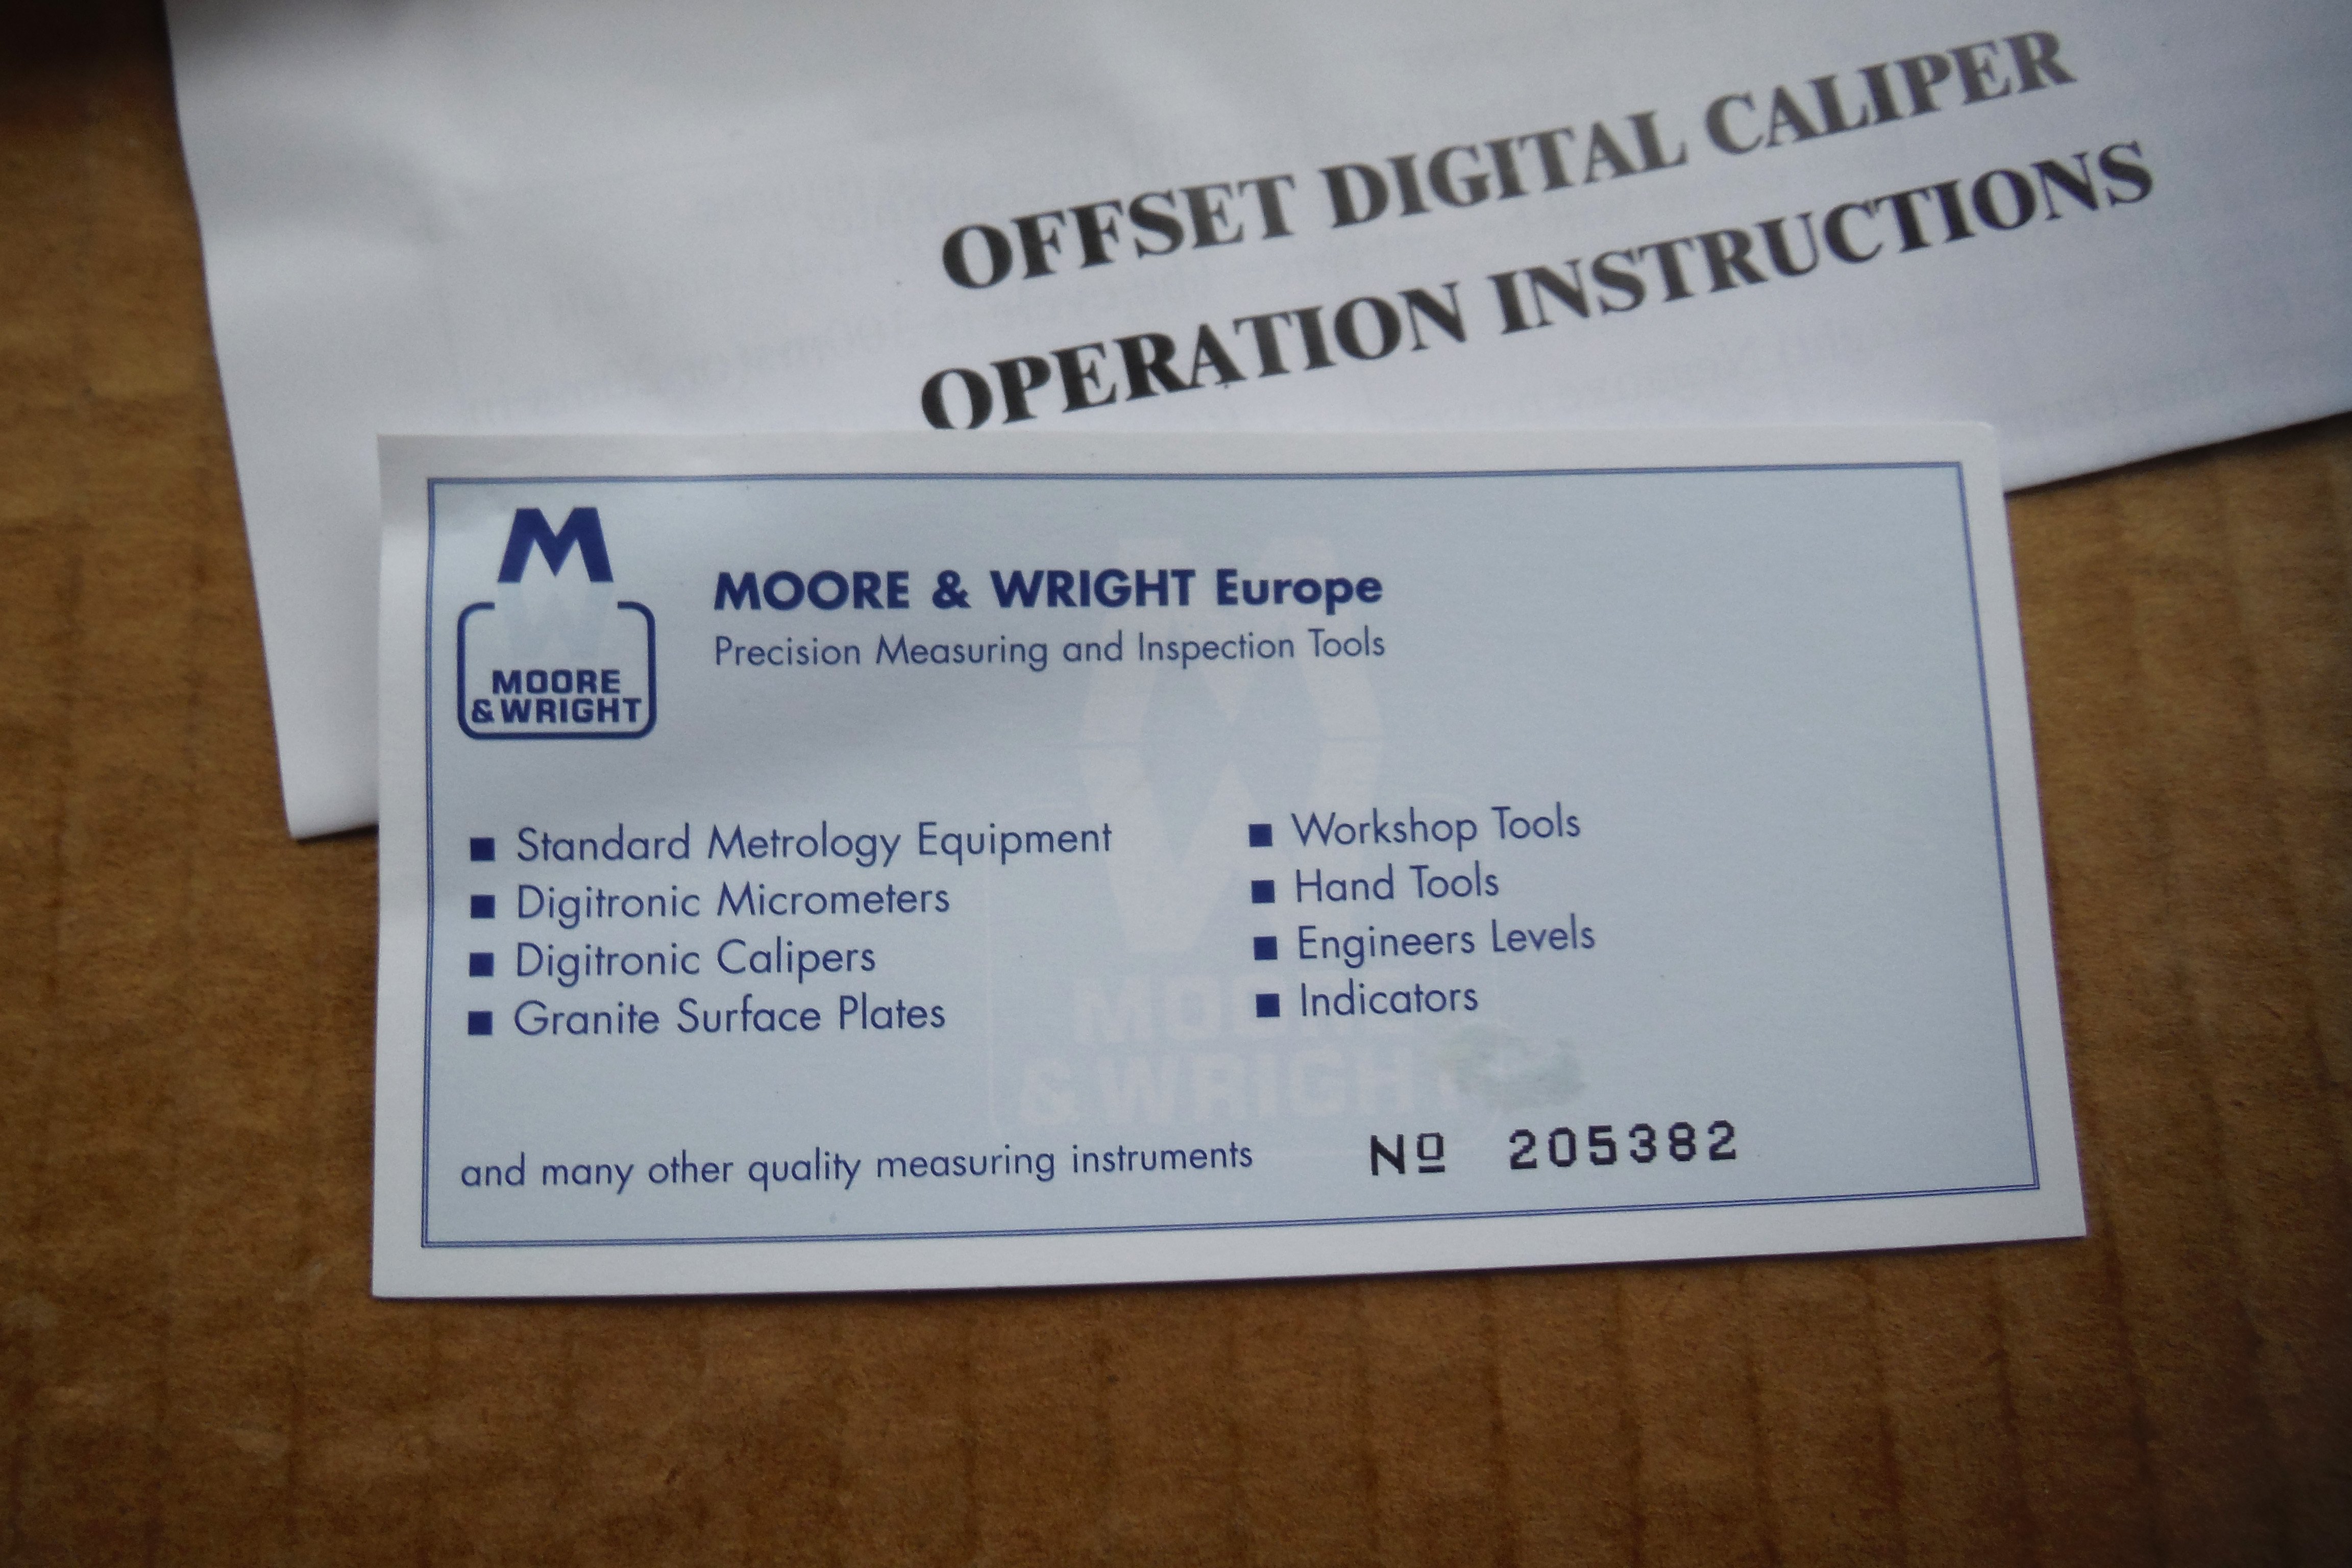 OFFSET DIGITAL CALIPER
OPERATION INSTRUCTIONS
M
MOORE
& WRIGHT
MOORE & WRIGHT Europe
Precision Measuring and Inspection Tools
■ Standard Metrology Equipment
■ Digitronic Micrometers
■ Digitronic Calipers
■ Granite Surface Plates
■ Workshop Tools
■ Hand Tools
■ Engineers Levels
■ Indicators
MOORE
& WRIGHT
and many other quality measuring instruments
Nº 205382